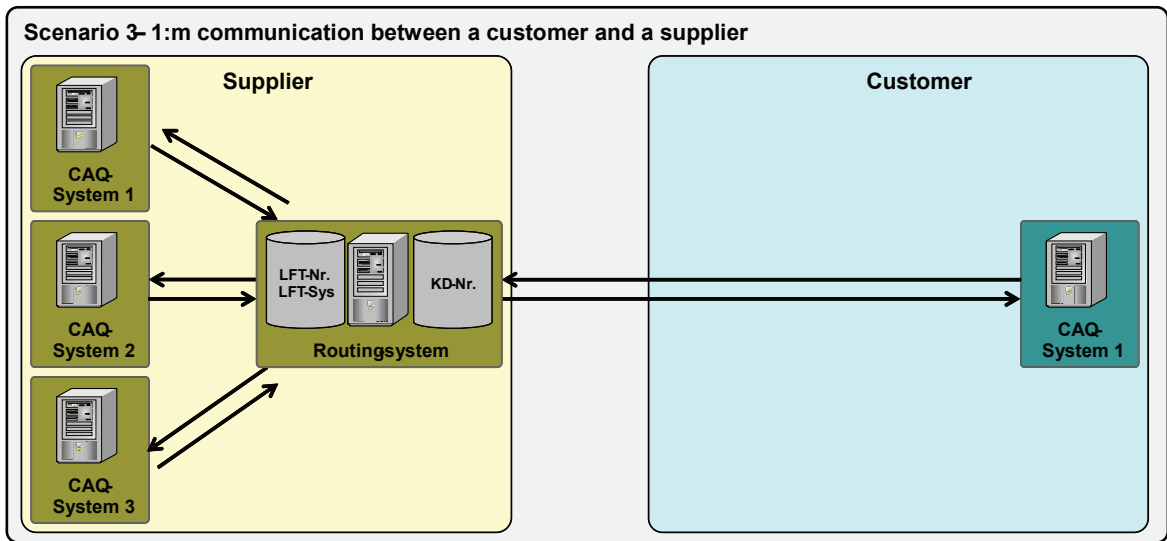 Scenario 3– 1:m communication between a customer and a supplier
Supplier
Customer
CAQ-
System 1
CAQ-
System 2
CAQ-
System 3
LFT-Nr.
LFT-Sys
KD-Nr.
Routingsystem
CAQ-
System 1